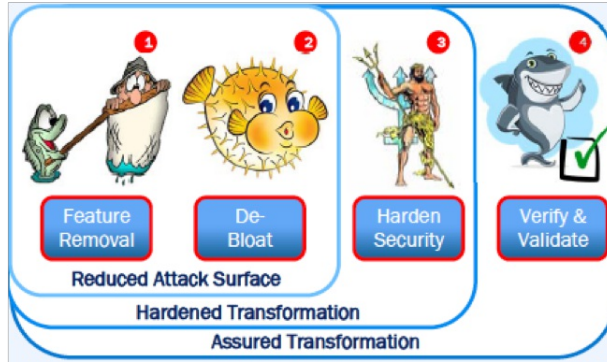 1
2
3
4
Feature
Removal
De-
Bloat
Harden
Security
Verify &
Validate
Reduced Attack Surface
Hardened Transformation
Assured Transformation